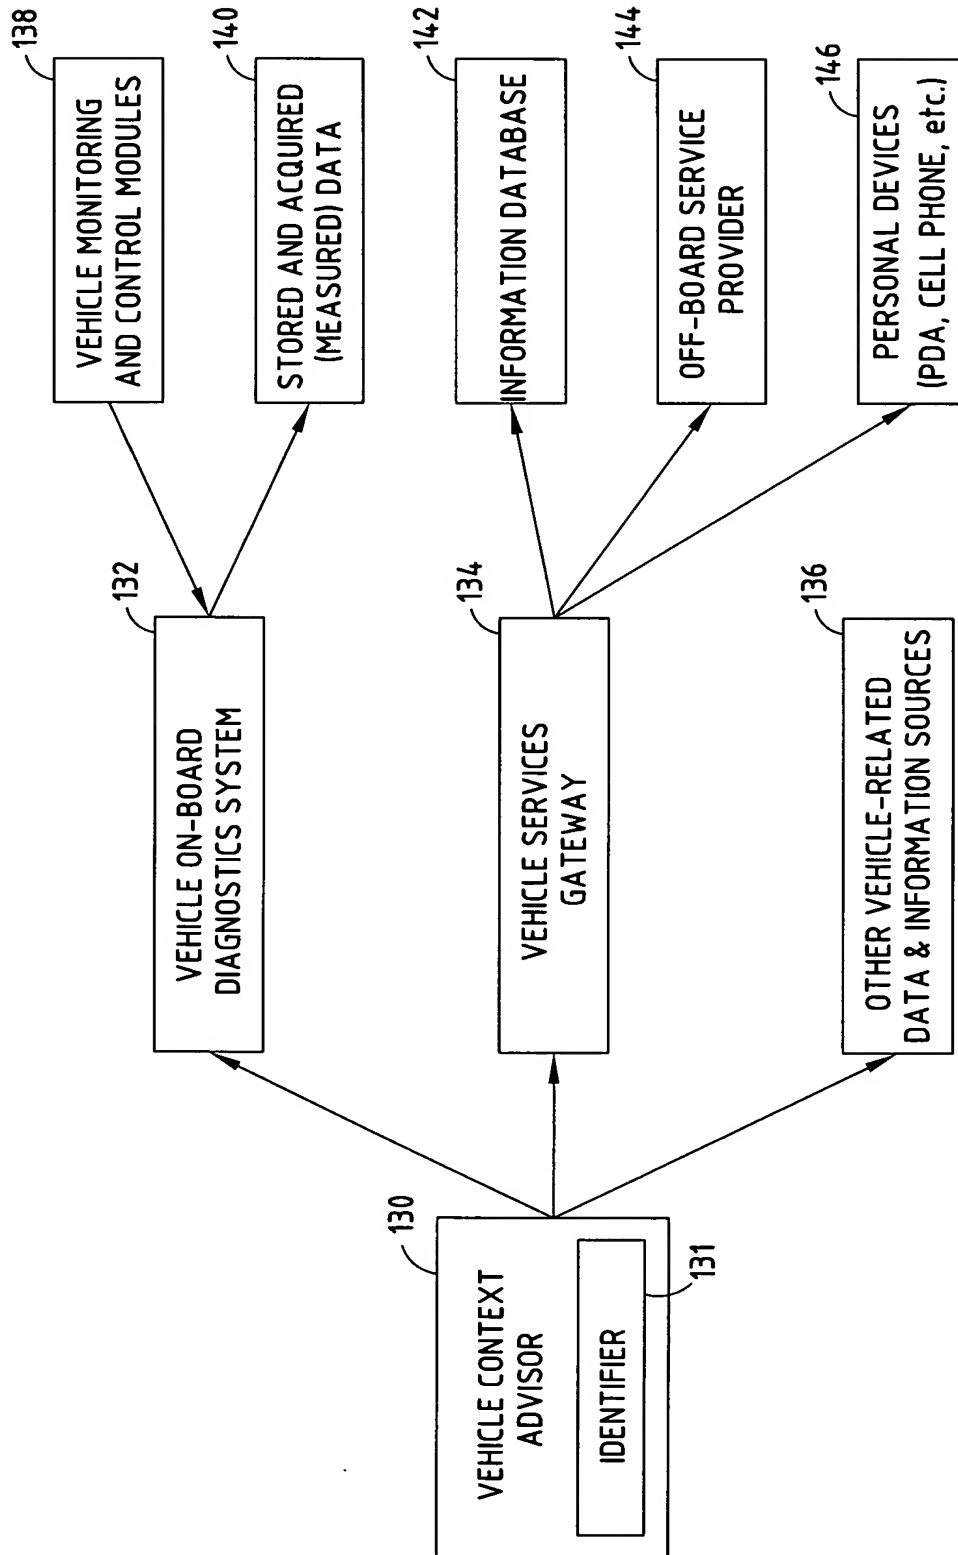 130
VEHICLE CONTEXT
ADVISOR
IDENTIFIER
131
132
VEHICLE ON-BOARD
DIAGNOSTICS SYSTEM
134
VEHICLE SERVICES
GATEWAY
136
OTHER VEHICLE-RELATED
DATA & INFORMATION SOURCES
138
VEHICLE MONITORING
AND CONTROL MODULES
140
STORED AND ACQUIRED
(MEASURED) DATA
142
INFORMATION DATABASE
144
OFF-BOARD SERVICE
PROVIDER
146
PERSONAL DEVICES
(PDA, CELL PHONE, etc.)